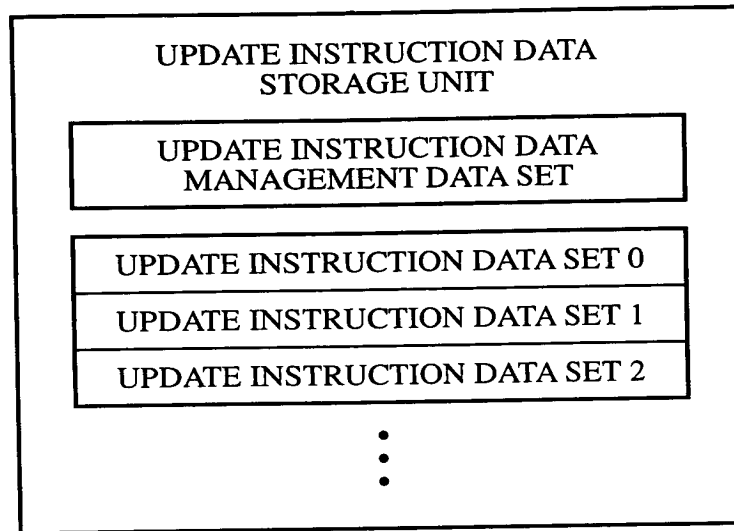 UPDATE INSTRUCTION DATA
STORAGE UNIT
UPDATE INSTRUCTION DATA
MANAGEMENT DATA SET
UPDATE INSTRUCTION DATA SET 0
UPDATE INSTRUCTION DATA SET 1
UPDATE INSTRUCTION DATA SET 2